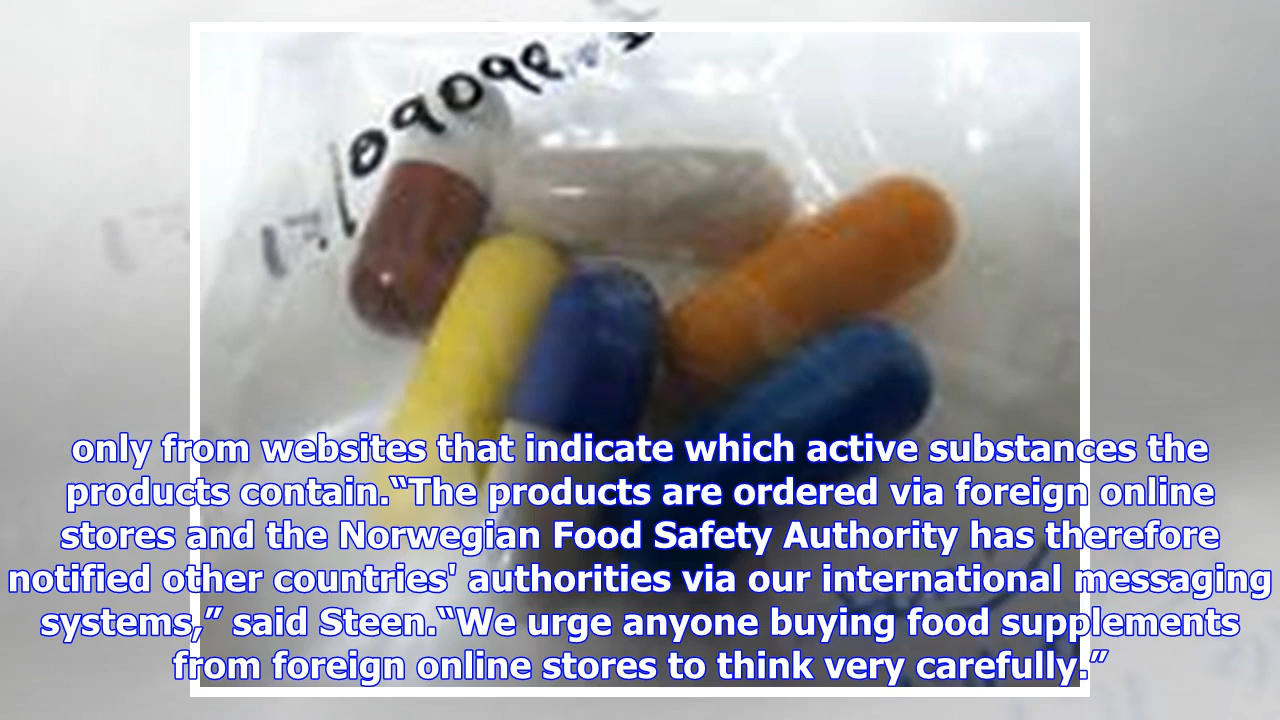 only from websites that indicate which active substances the
products contain.“The products are ordered via foreign online
stores and the Norwegian Food Safety Authority has therefore
notified other countries' authorities via our international messaging
systems,” said Steen.“We urge anyone buying food supplements
from foreign online stores to think very carefully.”